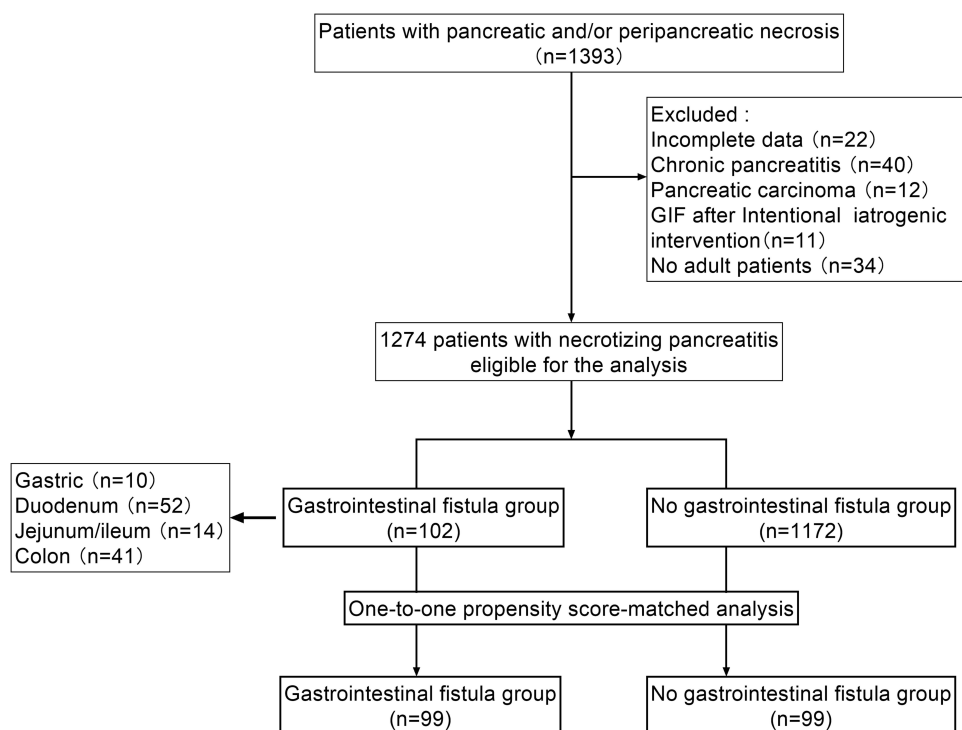 Patients with pancreatic and/or peripancreatic necrosis
(n=1393)
Excluded :
Incomplete data (n=22)
Chronic pancreatitis (n=40)
Pancreatic carcinoma (n=12)
GIF after Intentional iatrogenic
intervention(n=11)
No adult patients (n=34)
1274 patients with necrotizing pancreatitis
eligible for the analysis
Gastric (n=10)
Duodenum (n=52)
Jejunum/ileum (n=14)
Colon (n=41)
Gastrointestinal fistula group
(n=102)
No gastrointestinal fistula group
(n=1172)
One-to-one propensity score-matched analysis
Gastrointestinal fistula group
(n=99)
No gastrointestinal fistula group
(n=99)